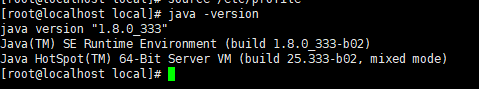 [root@localhost local]# source /etc/profile
[root@localhost local]# java -version
java version "1.8.0_333"
Java(TM) SE Runtime Environment (build 1.8.0_333-b02)
Java HotSpot(TM) 64-Bit Server VM (build 25.333-b02, mixed mode)
[root@localhost local]#